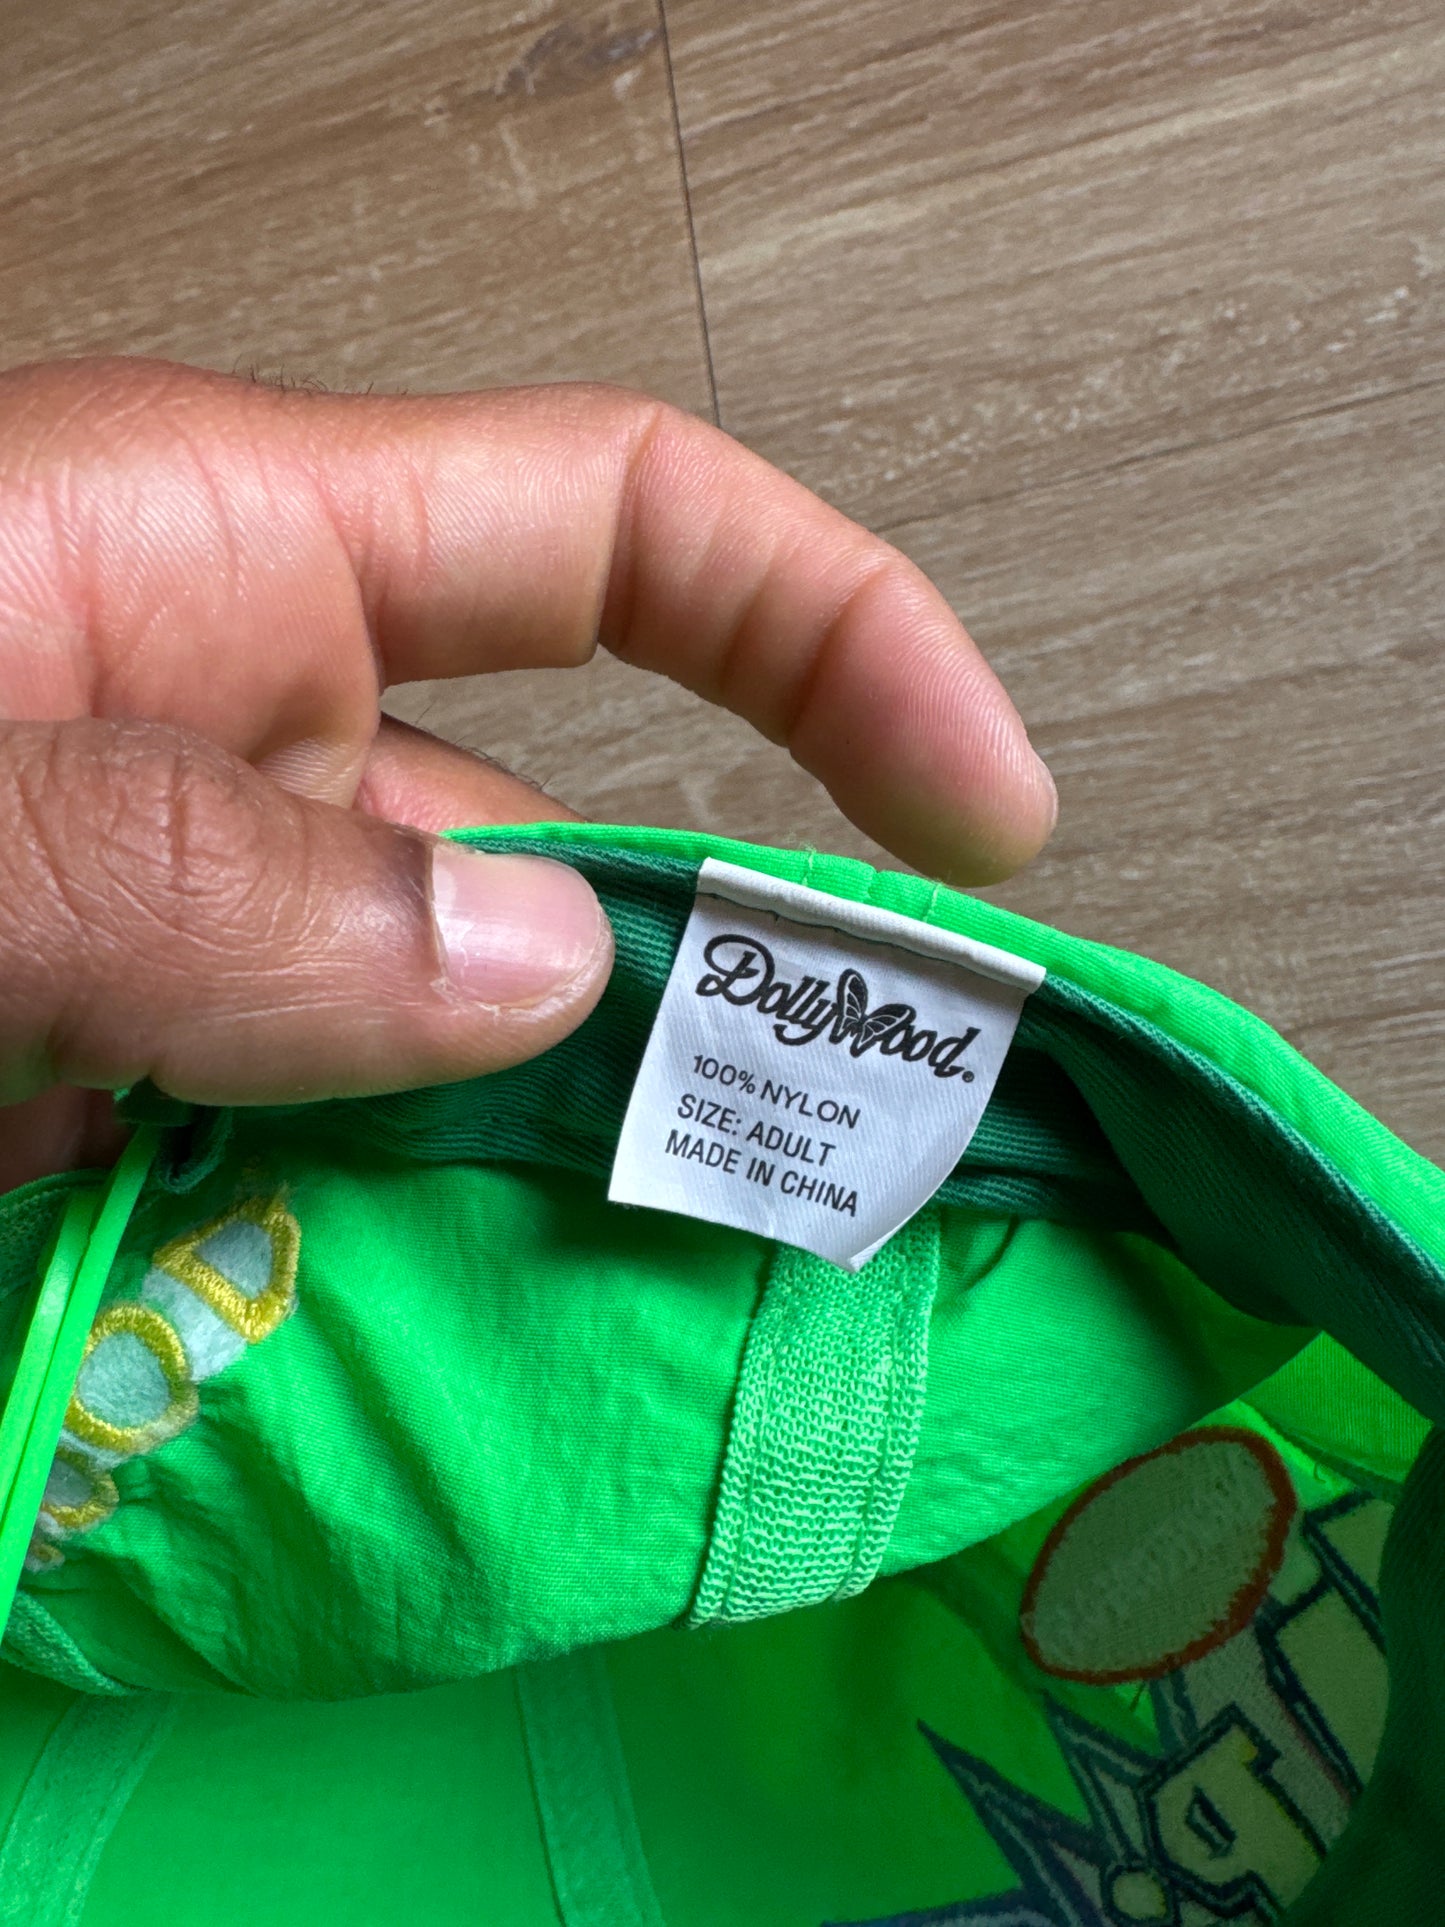 DollyWood®
100% NYLON
SIZE: ADULT
MADE IN CHINA